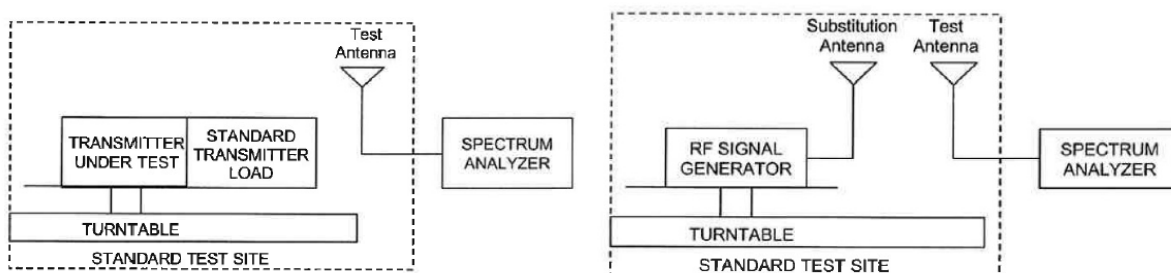 Test
Antenna
TRANSMITTER
UNDER TEST
STANDARD
TRANSMITTER
LOAD
SPECTRUM
ANALYZER
TURNTABLE
STANDARD TEST SITE
Substitution
Antenna
Test
Antenna
RF SIGNAL
GENERATOR
SPECTRUM
ANALYZER
TURNTABLE
STANDARD TEST SITE